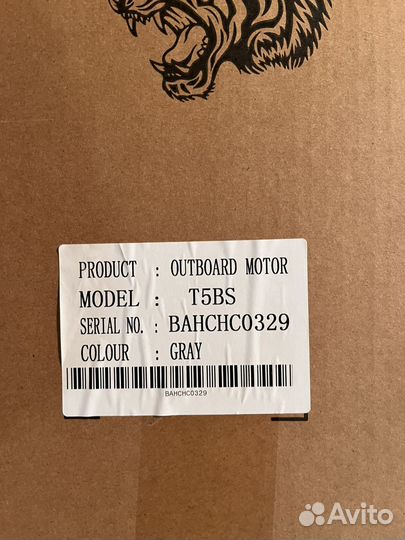 PRODUCT : OUTBOARD MOTOR
MODEL : T5BS
SERIAL NO. : BAHCHC0329
COLOUR : GRAY
BAHCHC0329
Avito